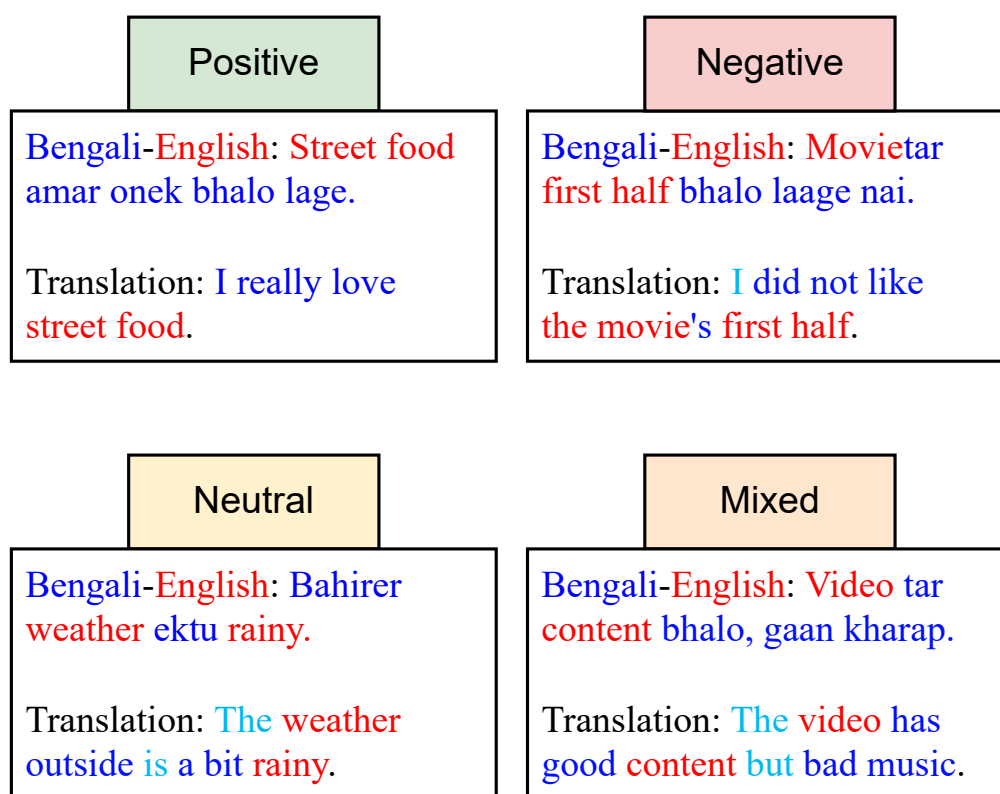 Positive
Bengali-English: Street food
amar onek bhalo lage.
Translation: I really love
street food.
Negative
Bengali-English: Movietar
first half bhalo laage nai.
Translation: I did not like
the movie's first half.
Neutral
Bengali-English: Bahirer
weather ektu rainy.
Translation: The weather
outside is a bit rainy.
Mixed
Bengali-English: Video tar
content bhalo, gaan kharap.
Translation: The video has
good content but bad music.